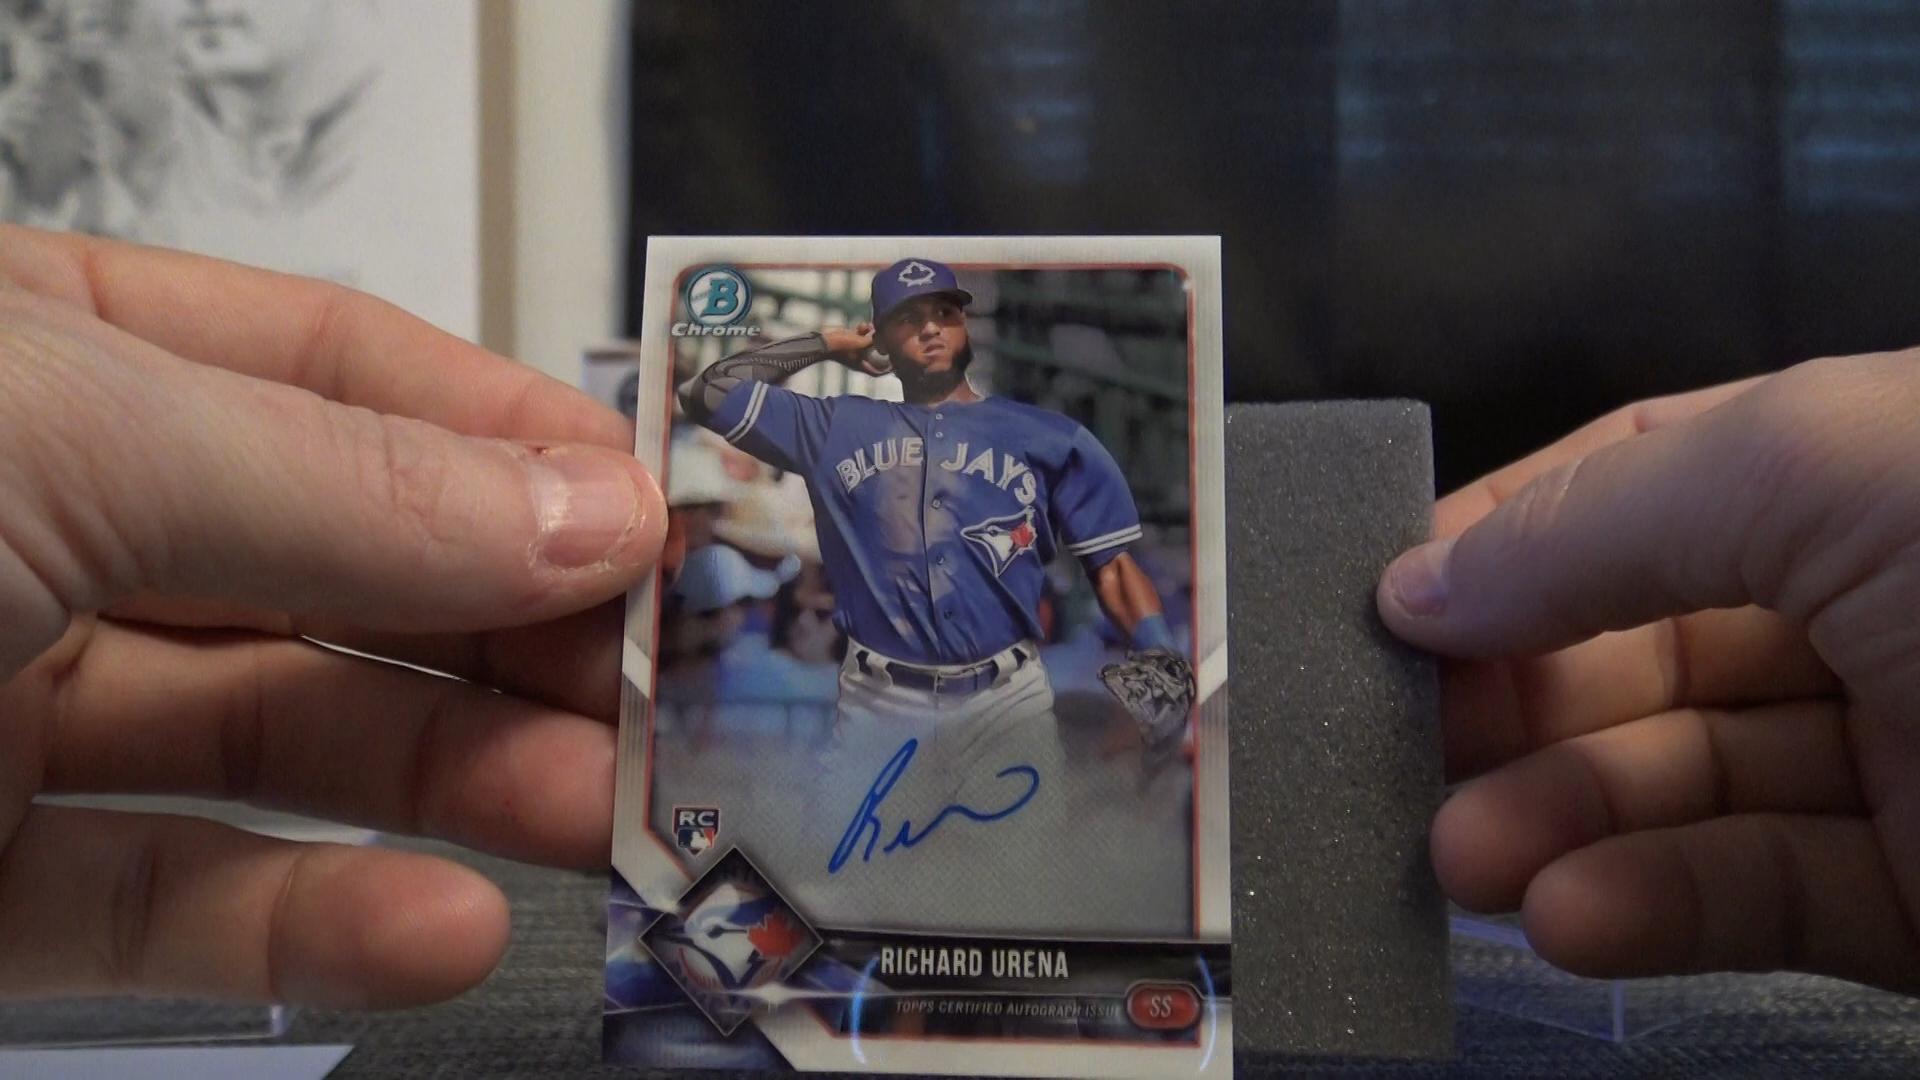 B
Chrome
BLUE JAYS
RC
RICHARD URENA
TOPPS CERTIFIED AUTOGRAPH ISSUE
SS